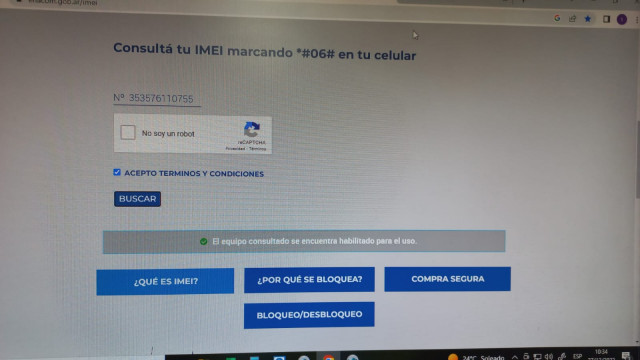 enacom.gob.ar/imei
Consultá tu IMEI marcando *#06# en tu celular
Nº 353576110755
No soy un robot
reCAPTCHA
Privacidad - Términos
ACEPTO TERMINOS Y CONDICIONES
BUSCAR
El equipo consultado se encuentra habilitado para el uso.
¿QUÉ ES IMEI?
¿POR QUÉ SE BLOQUEA?
COMPRA SEGURA
BLOQUEO/DESBLOQUEO
24°C Soleado
ESP
10:34